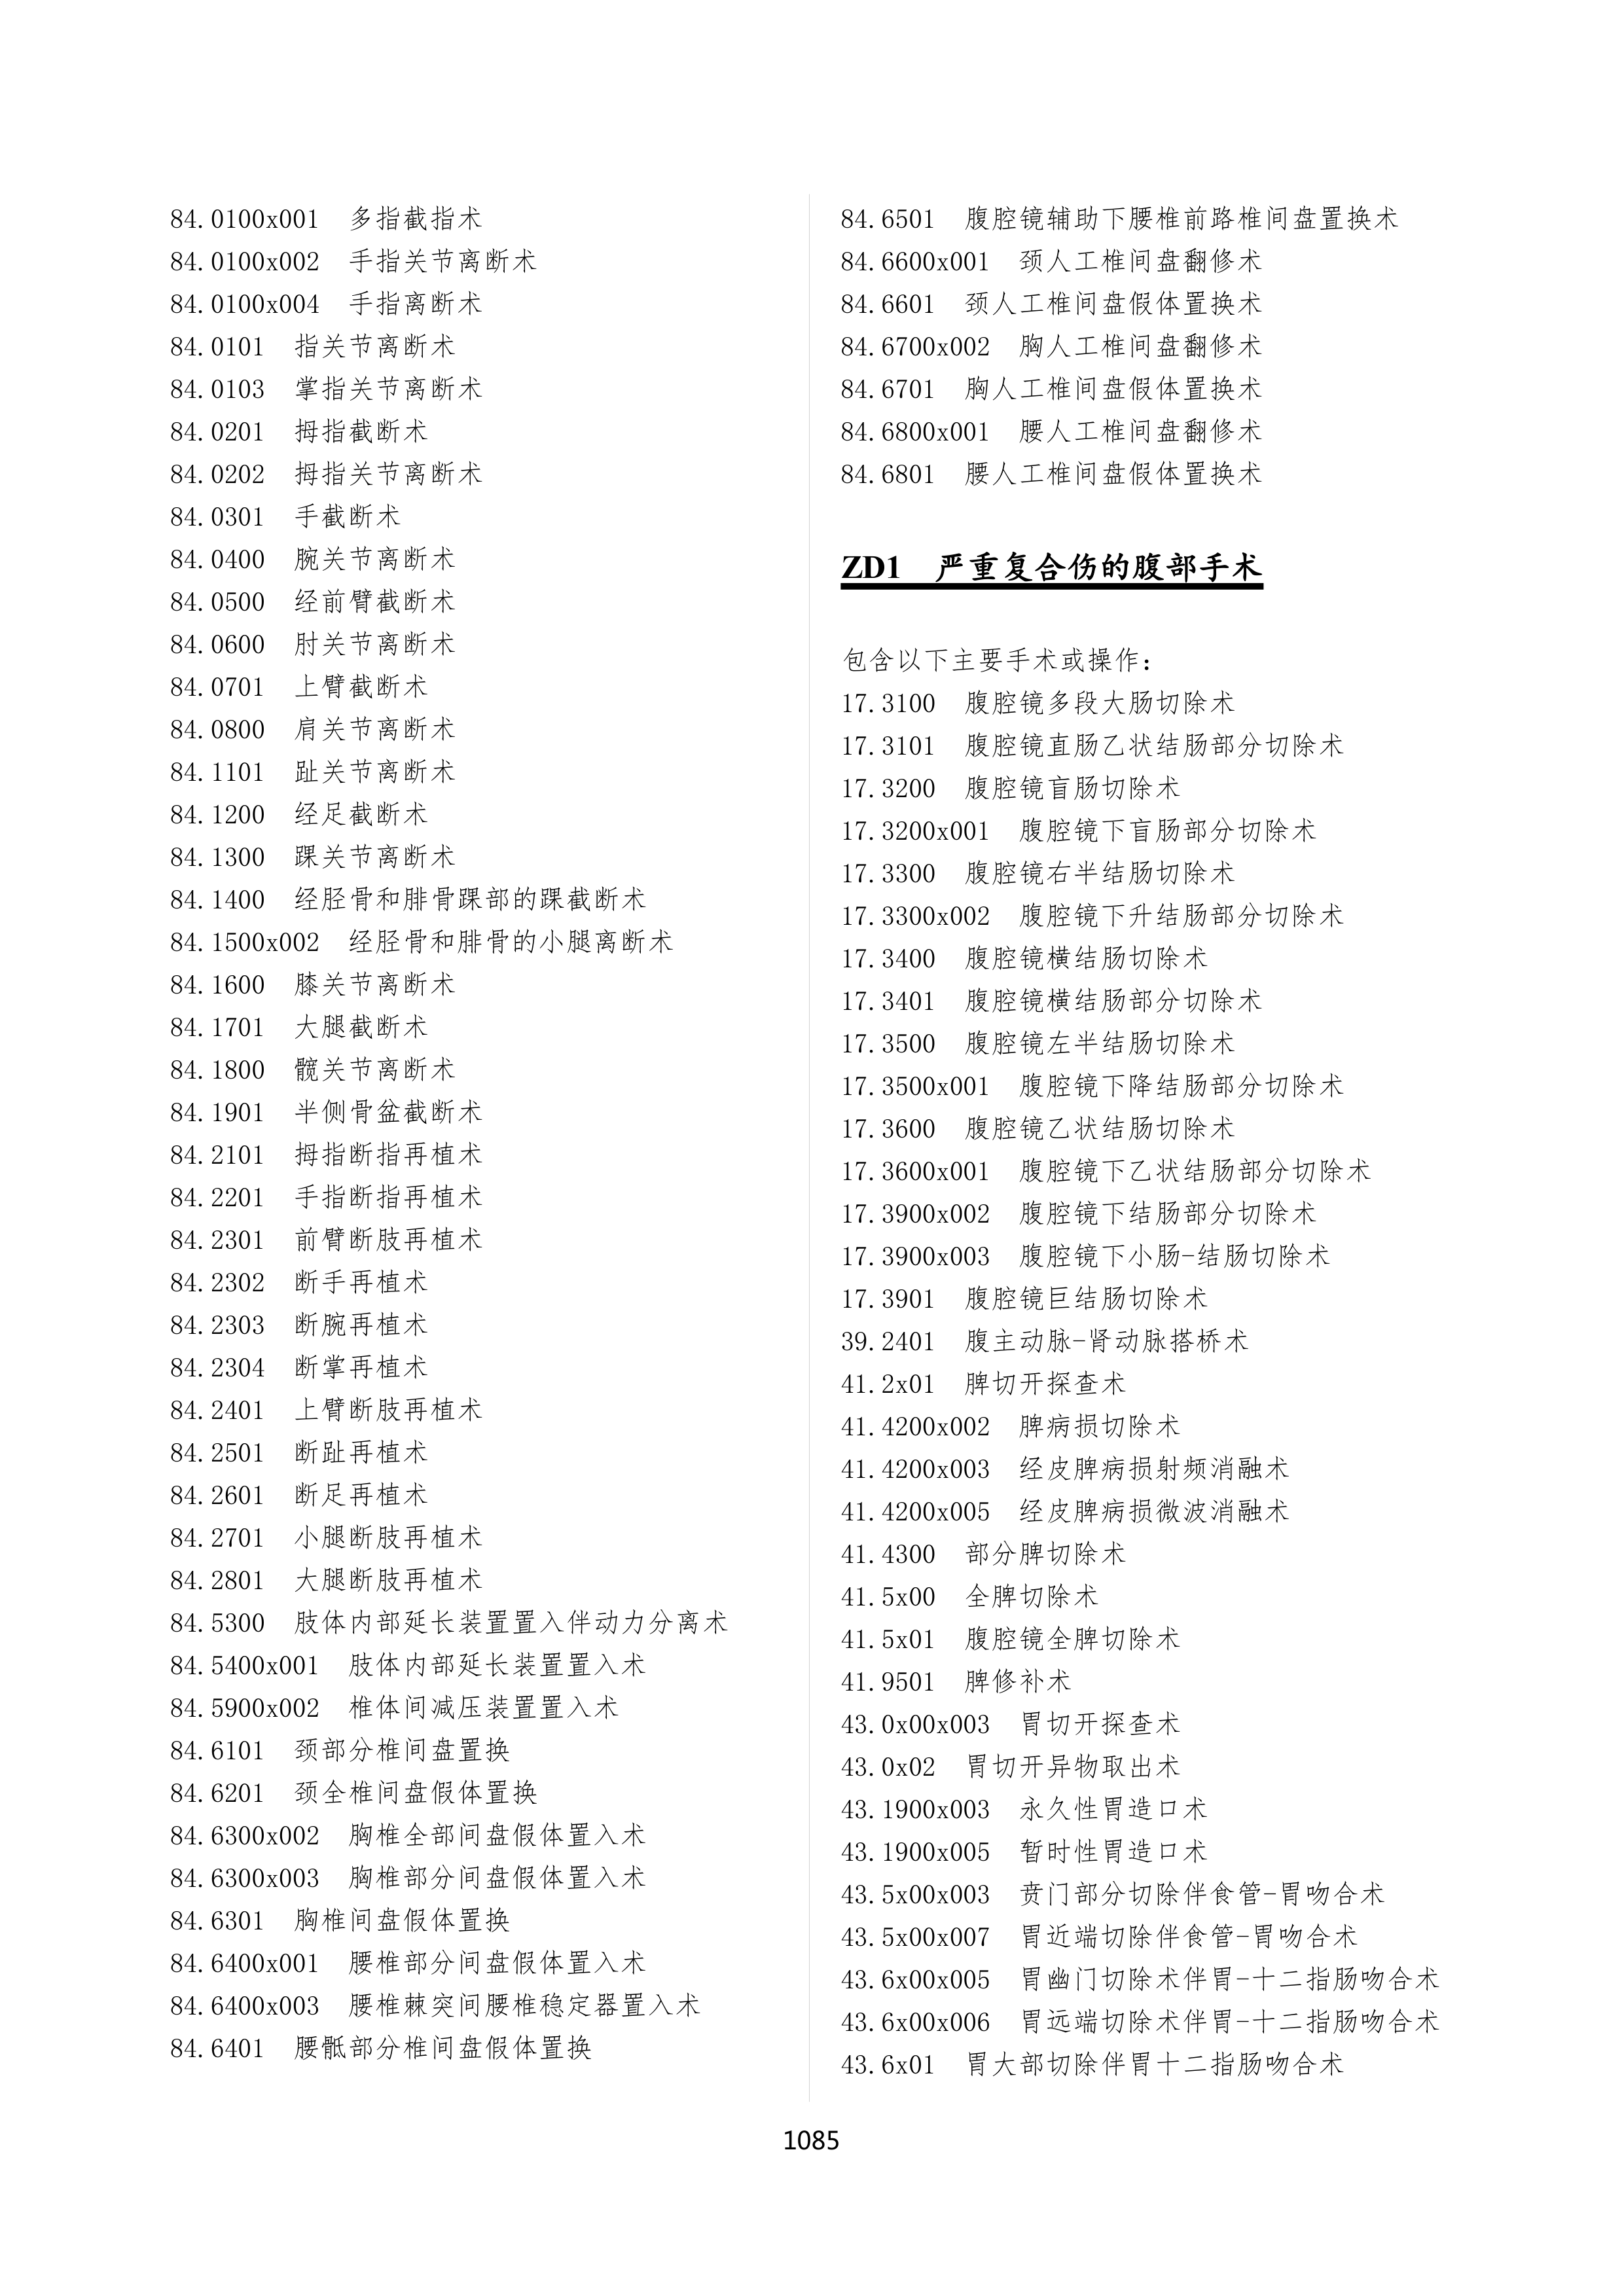 84.0100x001 多指截指术
84.0100x002 手指关节离断术
84.0100x004 手指离断术
84.0101 指关节离断术
84.0103 掌指关节离断术
84.0201 拇指截断术
84.0202 拇指关节离断术
84.0301 手截断术
84.0400 腕关节离断术
84.0500 经前臂截断术
84.0600 肘关节离断术
84.0701 上臂截断术
84.0800 肩关节离断术
84.1101 趾关节离断术
84.1200 经足截断术
84.1300 踝关节离断术
84.1400 经胫骨和腓骨踝部的踝截断术
84.1500x002 经胫骨和腓骨的小腿离断术
84.1600 膝关节离断术
84.1701 大腿截断术
84.1800 髋关节离断术
84.1901 半侧骨盆截断术
84.2101 拇指断指再植术
84.2201 手指断指再植术
84.2301 前臂断肢再植术
84.2302 断手再植术
84.2303 断腕再植术
84.2304 断掌再植术
84.2401 上臂断肢再植术
84.2501 断趾再植术
84.2601 断足再植术
84.2701 小腿断肢再植术
84.2801 大腿断肢再植术
84.5300 肢体内部延长装置置入伴动力分离术
84.5400x001 肢体内部延长装置置入术
84.5900x002 椎体间减压装置置入术
84.6101 颈部分椎间盘置换
84.6201 颈全椎间盘假体置换
84.6300x002 胸椎全部间盘假体置入术
84.6300x003 胸椎部分间盘假体置入术
84.6301 胸椎间盘假体置换
84.6400x001 腰椎部分间盘假体置入术
84.6400x003 腰椎棘突间腰椎稳定器置入术
84.6401 腰骶部分椎间盘假体置换
84.6501 腹腔镜辅助下腰椎前路椎间盘置换术
84.6600x001 颈人工椎间盘翻修术
84.6601 颈人工椎间盘假体置换术
84.6700x002 胸人工椎间盘翻修术
84.6701 胸人工椎间盘假体置换术
84.6800x001 腰人工椎间盘翻修术
84.6801 腰人工椎间盘假体置换术
ZD1 严重复合伤的腹部手术
包含以下主要手术或操作：
17.3100 腹腔镜多段大肠切除术
17.3101 腹腔镜直肠乙状结肠部分切除术
17.3200 腹腔镜盲肠切除术
17.3200x001 腹腔镜下盲肠部分切除术
17.3300 腹腔镜右半结肠切除术
17.3300x002 腹腔镜下升结肠部分切除术
17.3400 腹腔镜横结肠切除术
17.3401 腹腔镜横结肠部分切除术
17.3500 腹腔镜左半结肠切除术
17.3500x001 腹腔镜下降结肠部分切除术
17.3600 腹腔镜乙状结肠切除术
17.3600x001 腹腔镜下乙状结肠部分切除术
17.3900x002 腹腔镜下结肠部分切除术
17.3900x003 腹腔镜下小肠-结肠切除术
17.3901 腹腔镜巨结肠切除术
39.2401 腹主动脉-肾动脉搭桥术
41.2x01 脾切开探查术
41.4200x002 脾病损切除术
41.4200x003 经皮脾病损射频消融术
41.4200x005 经皮脾病损微波消融术
41.4300 部分脾切除术
41.5x00 全脾切除术
41.5x01 腹腔镜全脾切除术
41.9501 脾修补术
43.0x00x003 胃切开探查术
43.0x02 胃切开异物取出术
43.1900x003 永久性胃造口术
43.1900x005 暂时性胃造口术
43.5x00x003 贲门部分切除伴食管-胃吻合术
43.5x00x007 胃近端切除伴食管-胃吻合术
43.6x00x005 胃幽门切除术伴胃-十二指肠吻合术
43.6x00x006 胃远端切除术伴胃-十二指肠吻合术
43.6x01 胃大部切除伴胃十二指肠吻合术
1085